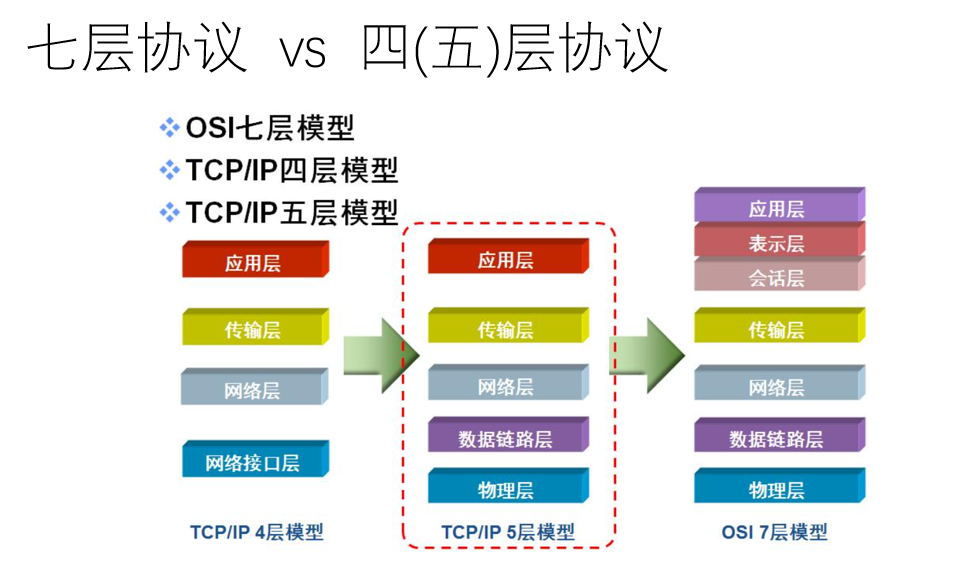 七层协议 vs 四(五)层协议
OSI七层模型
TCP/IP四层模型
TCP/IP五层模型
应用层
传输层
网络层
网络接口层
TCP/IP 4层模型
应用层
传输层
网络层
数据链路层
物理层
TCP/IP 5层模型
应用层
表示层
会话层
传输层
网络层
数据链路层
物理层
OSI 7层模型